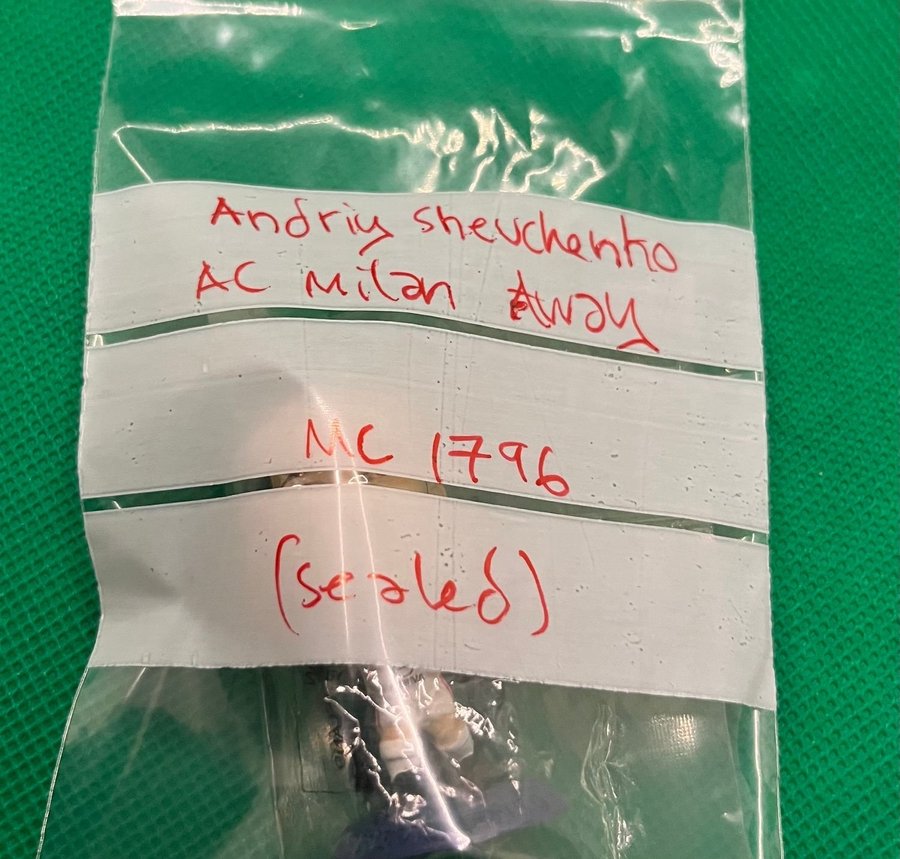 Andriy Shevchenko
AC Milan Away
MC 1796
(sealed)